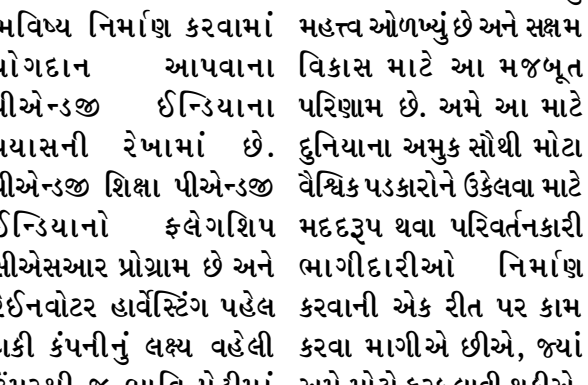 નિર્માણ કરવામાં
યોગદાન આપવાના
પીએન્ડજી ઈન્ડિયાના
પ્રયાસની રેખામાં છે.
પીએન્ડજી શિક્ષા પીએન્ડજી
ઈન્ડિયાનો ફ્લેગશિપ
સીએસઆર પ્રોગ્રામ છે અને
રેઈનવોટર હાર્વેસ્ટિંગ પહેલ
થકી કંપનીનું લક્ષ્ય વહેલી
મહત્ત્વ ઓળખ્યું છે અને સક્ષમ
વિકાસ માટે આ મજબૂત
પરિણામ છે. અમે આ માટે
દુનિયાના અમુક સૌથી મોટા
વૈશ્વિક પડકારોને ઉકેલવા માટે
મદદરૂપ થવા પરિવર્તનકારી
ભાગીદારીઓ નિર્માણ
કરવાની એક રીત પર કામ
કરવા માગીએ છીએ, જ્યાં